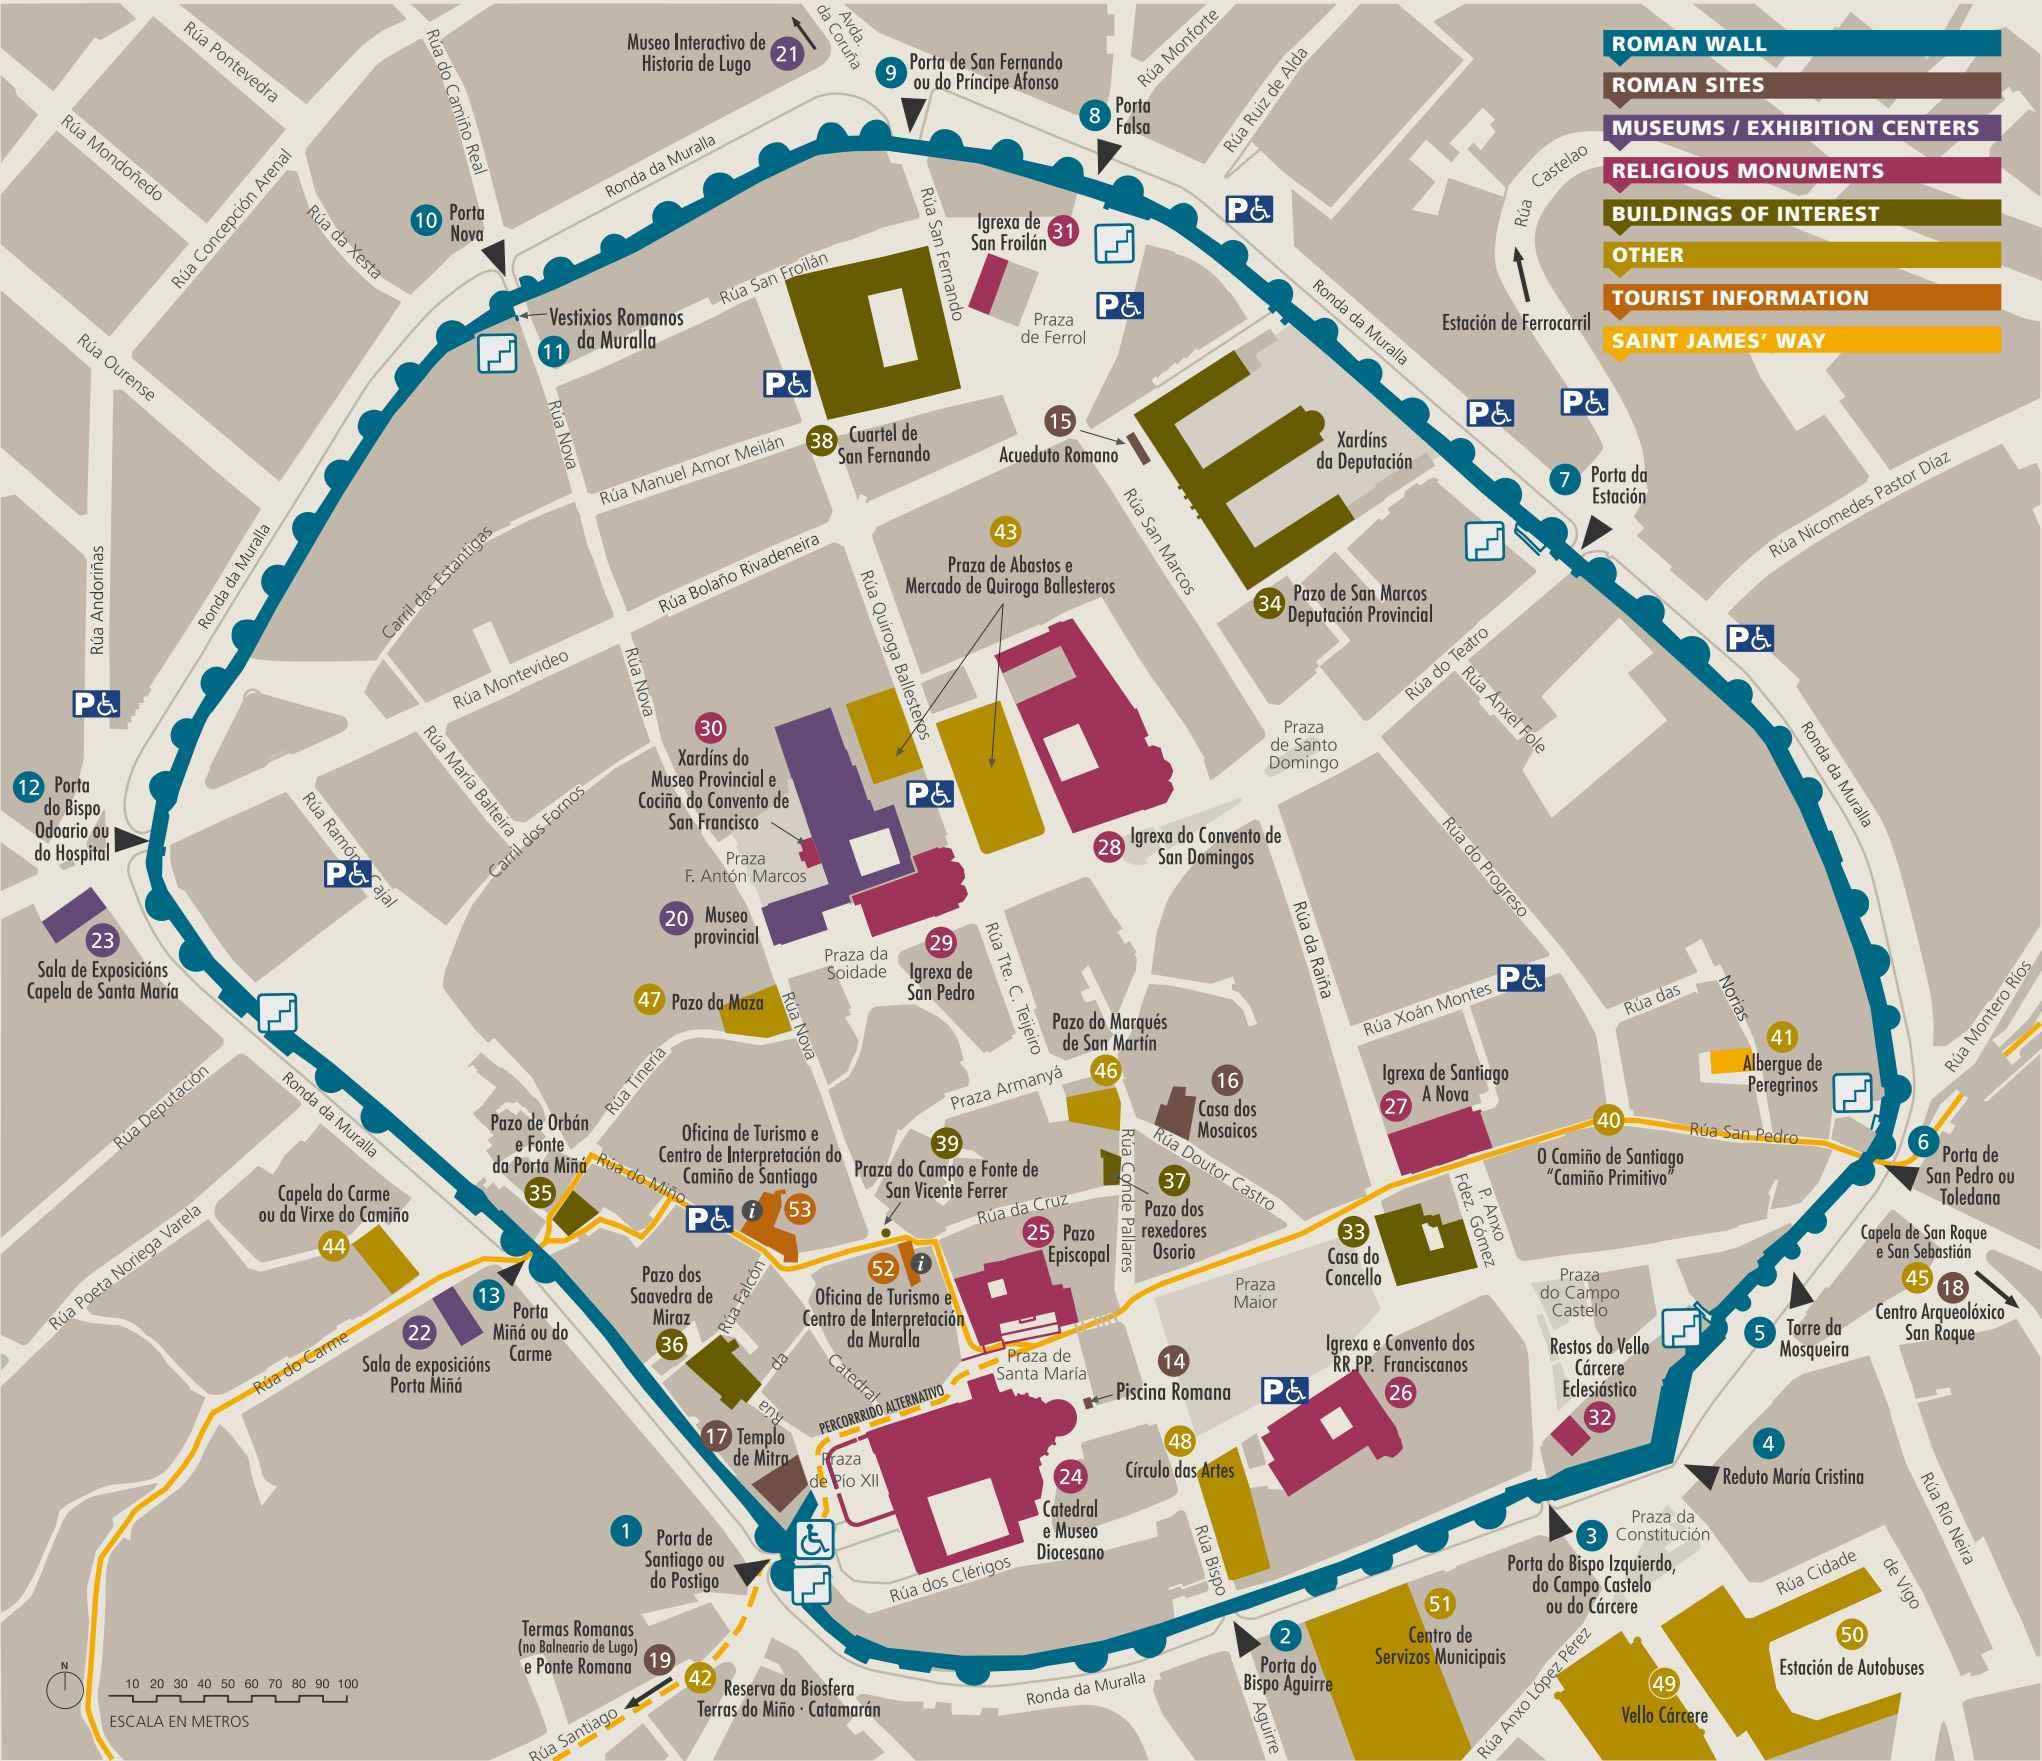 ROMAN WALL
ROMAN SITES
MUSEUMS / EXHIBITION CENTERS
RELIGIOUS MONUMENTS
BUILDINGS OF INTEREST
OTHER
TOURIST INFORMATION
SAINT JAMES' WAY
Museo Interactivo de
Historia de Lugo
21
Avda.
da Coruña
9
Porta de San Fernando
ou do Príncipe Afonso
8
Porta
Falsa
Rúa Monforte
Rúa Ruiz de Alda
Rúa Pontevedra
Rúa do Camiño Real
Rúa Mondoñedo
Rúa Concepción Arenal
Rúa da Xesta
Ronda da Muralla
Rúa Castelao
Estación de Ferrocarril
10
Porta
Nova
Vestixios Romanos
da Muralla
11
Rúa San Froilán
Rúa San Fernando
Igrexa de
San Froilán
31
P
Praza
de Ferrol
P
Ronda da Muralla
P
P
Rúa Ourense
P
Rúa Nova
38
Cuartel de
San Fernando
Rúa Manuel Amor Meilán
15
Acueduto Romano
Xardíns
da Deputación
7
Porta da
Estación
Rúa Nicomedes Pastor Díaz
Rúa San Marcos
34
Pazo de San Marcos
Deputación Provincial
Rúa Andoriñas
Ronda da Muralla
Carril das Estantigas
Rúa Bolaño Rivadeneira
43
Praza de Abastos e
Mercado de Quiroga Ballesteros
Rúa Quiroga Ballesteros
Rúa Montevideo
Rúa Nova
Rúa do Teatro
Rúa Ánxel Fole
P
P
Ronda da Muralla
30
Xardíns do
Museo Provincial e
Cociña do Convento de
San Francisco
Praza
de Santo
Domingo
P
28
Igrexa do Convento de
San Domingos
12
Porta
do Bispo
Odoario ou
do Hospital
Rúa María Balteira
Carril dos Fornos
Rúa Ramón Cajal
P
Praza
F. Antón Marcos
20
Museo
provincial
Rúa do Progreso
23
Sala de Exposicións
Capela de Santa María
29
Igrexa de
San Pedro
Praza da
Soidade
Rúa Tte. C. Teijeiro
Rúa da Raiña
P
Rúa Xoán Montes
Rúa das Norias
Rúa Montero Ríos
47
Pazo da Maza
Rúa Nova
Rúa Tinería
Pazo do Marqués
de San Martín
46
Praza Armanyá
16
Casa dos
Mosaicos
Igrexa de Santiago
A Nova
27
41
Albergue de
Peregrinos
40
O Camiño de Santiago
“Camiño Primitivo”
Rúa San Pedro
6
Porta de
San Pedro ou
Toledana
Rúa Deputación
Ronda da Muralla
Pazo de Orbán
e Fonte
da Porta Miñá
35
Rúa do Miño
Oficina de Turismo e
Centro de Interpretación do
Camiño de Santiago
i
53
P
39
Praza do Campo e Fonte de
San Vicente Ferrer
Rúa da Cruz
Rúa Conde Pallares
Rúa Doutor Castro
37
Pazo dos
rexedores
Osorio
Capela do Carme
ou da Virxe do Camiño
44
25
Pazo
Episcopal
33
Casa do
Concello
P. Anxo
Fdez. Gómez
Capela de San Roque
e San Sebastián
45
18
Centro Arqueolóxico
San Roque
Rúa Poeta Noriega Varela
Rúa do Carme
22
Sala de exposicións
Porta Miñá
13
Porta
Miñá ou do
Carme
Pazo dos
Saavedra de
Miraz
36
Rúa Falcón
52
i
Oficina de Turismo e
Centro de Interpretación
da Muralla
Praza
Maior
Praza
do Campo
Castelo
5
Torre da
Mosqueira
Rúa da Catedral
Praza de
Santa María
PERCORRRIDO ALTERNATIVO
14
Piscina Romana
Igrexa e Convento dos
RR.PP. Franciscanos
26
P
Restos do Vello
Cárcere
Eclesiástico
32
17
Templo
de Mitra
Praza
de Pío XII
24
Catedral
e Museo
Diocesano
48
Círculo das Artes
4
Reduto María Cristina
1
Porta de
Santiago ou
do Postigo
Rúa dos Clérigos
Rúa Bispo Aguirre
Praza da
Constitución
3
Porta do Bispo Izquierdo,
do Campo Castelo
ou do Cárcere
Rúa Río Neira
Rúa Cidade de Vigo
Termas Romanas
(no Balneario de Lugo)
e Ponte Romana
19
42
Reserva da Biosfera
Terras do Miño · Catamarán
Rúa Santiago
Ronda da Muralla
2
Porta do
Bispo Aguirre
51
Centro de
Servizos Municipais
Rúa Anxo López Pérez
49
Vello Cárcere
50
Estación de Autobuses
N
10 20 30 40 50 60 70 80 90 100
ESCALA EN METROS